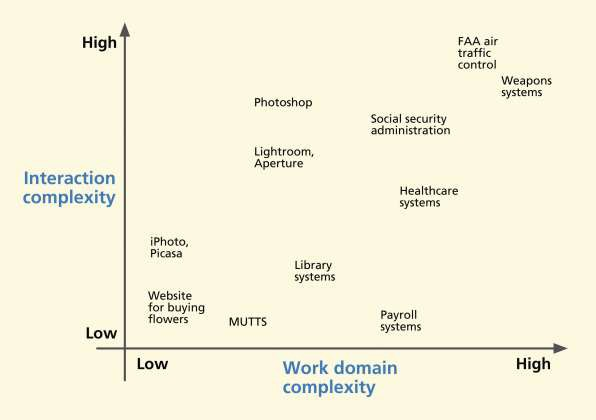 High
FAA air
traffic
control
Weapons
systems
Photoshop
Social security
administration
Lightroom,
Aperture
Interaction
complexity
Healthcare
systems
iPhoto,
Picasa
Library
systems
Website
for buying
flowers
MUTTS
Payroll
systems
Low
Low
Work domain
complexity
High